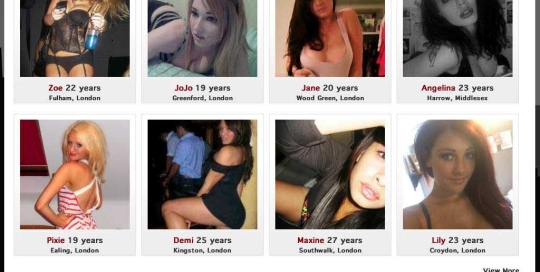 Zoe 22 years
Fulham, London
JoJo 19 years
Greenford, London
Jane 20 years
Wood Green, London
Angelina 23 years
Harrow, Middlesex
Pixie 19 years
Ealing, London
Demi 25 years
Kingston, London
Maxine 27 years
Southwalk, London
Lily 23 years
Croydon, London
View More